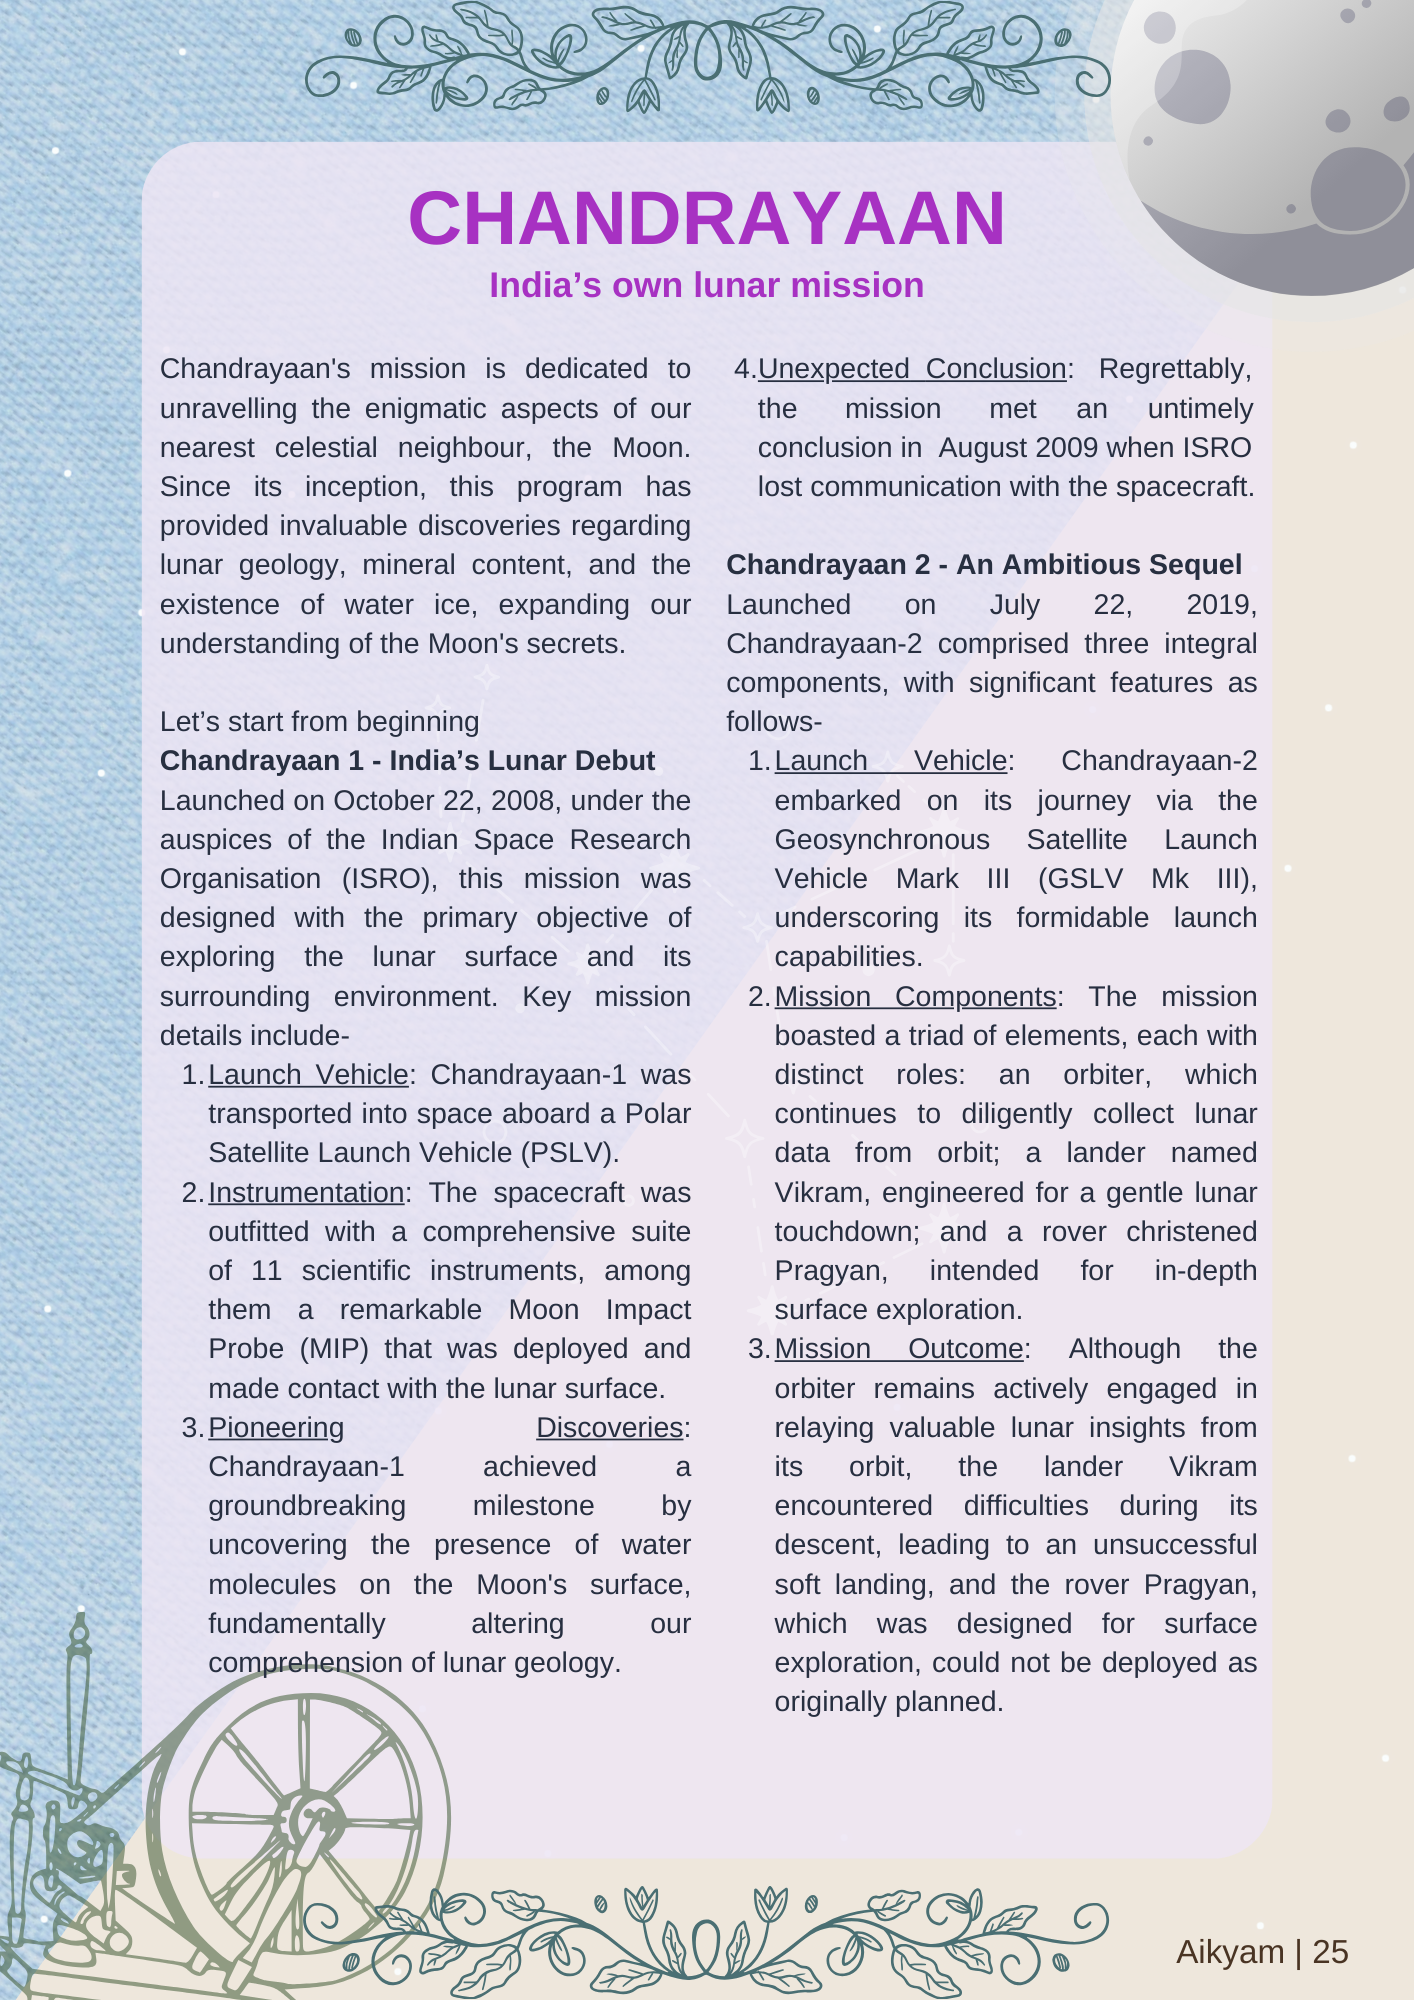 CHANDRAYAAN
India’s own lunar mission
Chandrayaan's mission is dedicated to
unravelling the enigmatic aspects of our
nearest celestial neighbour, the Moon.
Since its inception, this program has
provided invaluable discoveries regarding
lunar geology, mineral content, and the
existence of water ice, expanding our
understanding of the Moon's secrets.
Let’s start from beginning
Chandrayaan 1 - India’s Lunar Debut
Launched on October 22, 2008, under the
auspices of the Indian Space Research
Organisation (ISRO), this mission was
designed with the primary objective of
exploring the lunar surface and its
surrounding environment. Key mission
details include-
1. Launch Vehicle: Chandrayaan-1 was
transported into space aboard a Polar
Satellite Launch Vehicle (PSLV).
2. Instrumentation: The spacecraft was
outfitted with a comprehensive suite
of 11 scientific instruments, among
them a remarkable Moon Impact
Probe (MIP) that was deployed and
made contact with the lunar surface.
3. Pioneering Discoveries:
Chandrayaan-1 achieved a
groundbreaking milestone by
uncovering the presence of water
molecules on the Moon's surface,
fundamentally altering our
comprehension of lunar geology.
4. Unexpected Conclusion: Regrettably,
the mission met an untimely
conclusion in August 2009 when ISRO
lost communication with the spacecraft.
Chandrayaan 2 - An Ambitious Sequel
Launched on July 22, 2019,
Chandrayaan-2 comprised three integral
components, with significant features as
follows-
1. Launch Vehicle: Chandrayaan-2
embarked on its journey via the
Geosynchronous Satellite Launch
Vehicle Mark III (GSLV Mk III),
underscoring its formidable launch
capabilities.
2. Mission Components: The mission
boasted a triad of elements, each with
distinct roles: an orbiter, which
continues to diligently collect lunar
data from orbit; a lander named
Vikram, engineered for a gentle lunar
touchdown; and a rover christened
Pragyan, intended for in-depth
surface exploration.
3. Mission Outcome: Although the
orbiter remains actively engaged in
relaying valuable lunar insights from
its orbit, the lander Vikram
encountered difficulties during its
descent, leading to an unsuccessful
soft landing, and the rover Pragyan,
which was designed for surface
exploration, could not be deployed as
originally planned.
Aikyam | 25